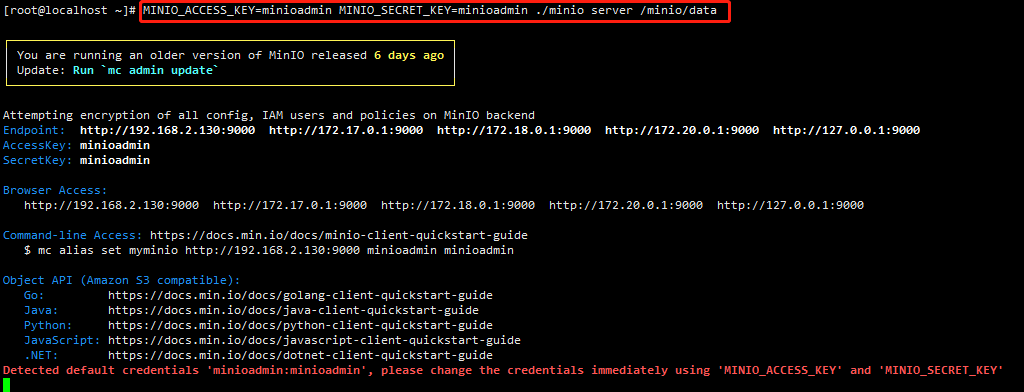 [root@localhost ~]# MINIO_ACCESS_KEY=minioadmin MINIO_SECRET_KEY=minioadmin ./minio server /minio/data
You are running an older version of MinIO released 6 days ago
Update: Run `mc admin update`
Attempting encryption of all config, IAM users and policies on MinIO backend
Endpoint: http://192.168.2.130:9000 http://172.17.0.1:9000 http://172.18.0.1:9000 http://172.20.0.1:9000 http://127.0.0.1:9000
AccessKey: minioadmin
SecretKey: minioadmin
Browser Access:
http://192.168.2.130:9000 http://172.17.0.1:9000 http://172.18.0.1:9000 http://172.20.0.1:9000 http://127.0.0.1:9000
Command-line Access: https://docs.min.io/docs/minio-client-quickstart-guide
$ mc alias set myminio http://192.168.2.130:9000 minioadmin minioadmin
Object API (Amazon S3 compatible):
Go: https://docs.min.io/docs/golang-client-quickstart-guide
Java: https://docs.min.io/docs/java-client-quickstart-guide
Python: https://docs.min.io/docs/python-client-quickstart-guide
JavaScript: https://docs.min.io/docs/javascript-client-quickstart-guide
.NET: https://docs.min.io/docs/dotnet-client-quickstart-guide
Detected default credentials 'minioadmin:minioadmin', please change the credentials immediately using 'MINIO_ACCESS_KEY' and 'MINIO_SECRET_KEY'